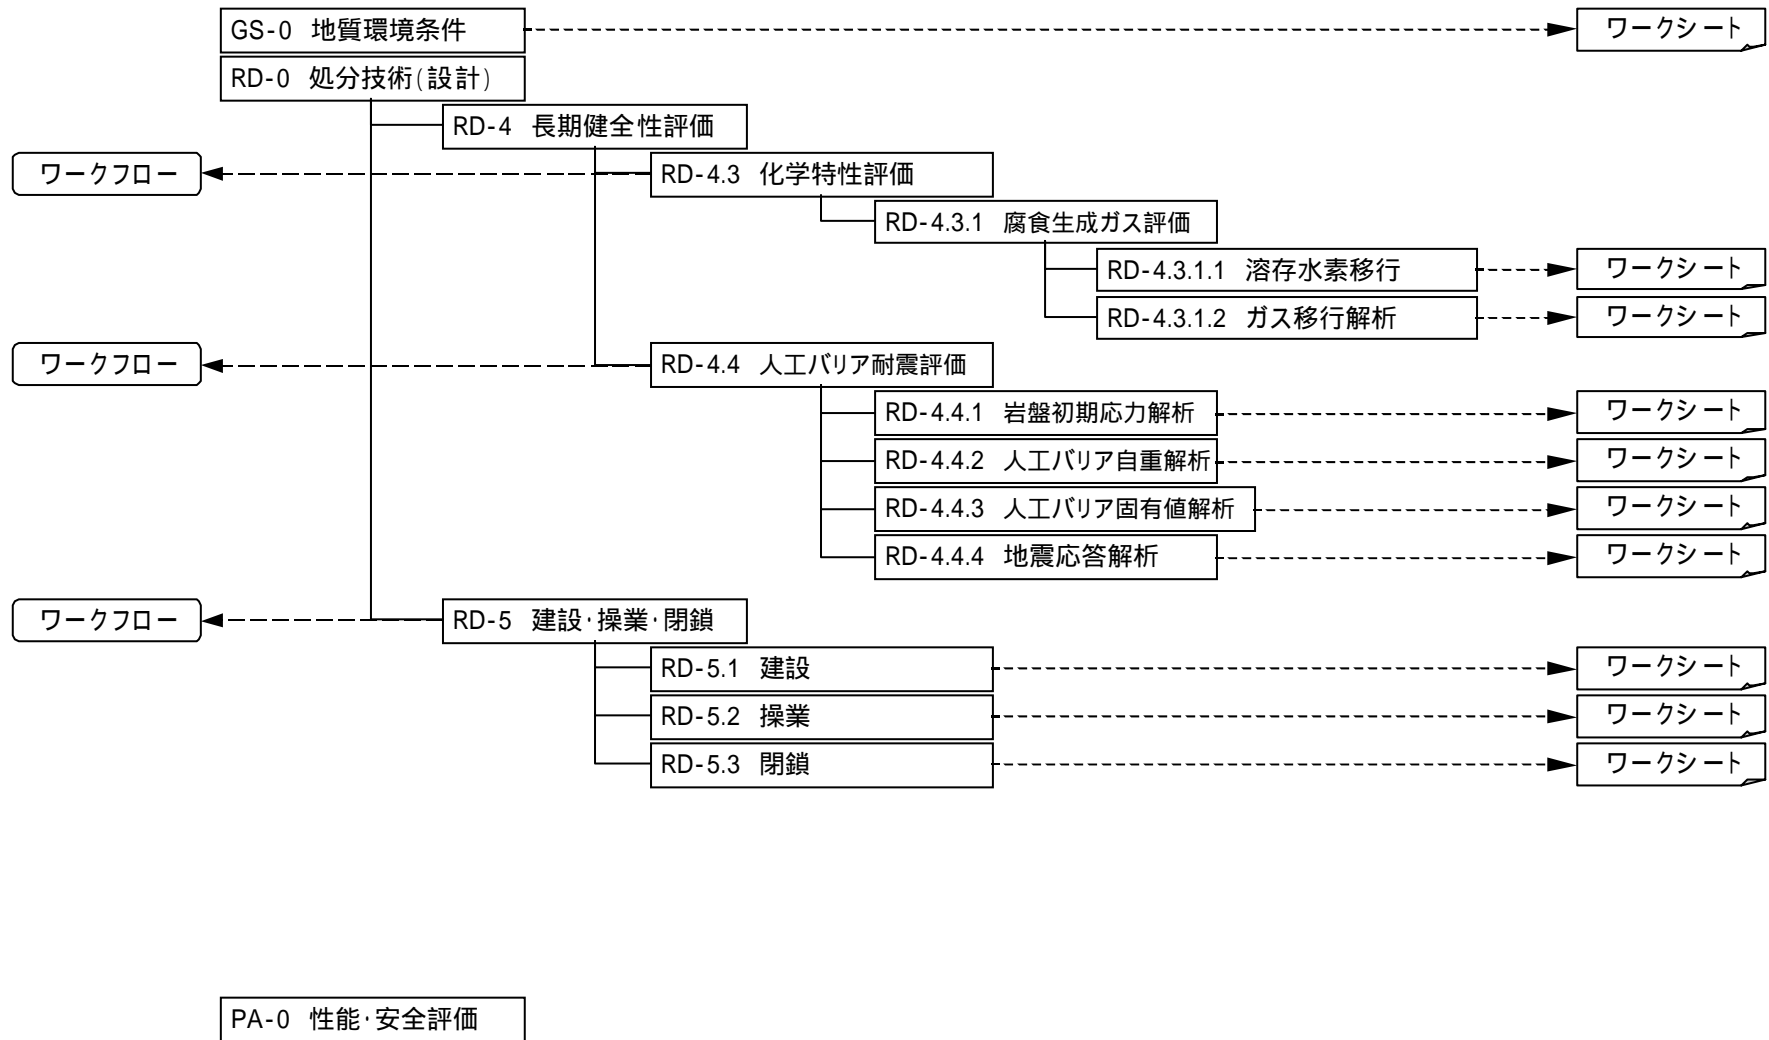 GS-0 地質環境条件
ワークシート
RD-0 処分技術(設計)
RD-4 長期健全性評価
ワークフロー
RD-4.3 化学特性評価
RD-4.3.1 腐食生成ガス評価
RD-4.3.1.1 溶存水素移行
ワークシート
RD-4.3.1.2 ガス移行解析
ワークシート
ワークフロー
RD-4.4 人工バリア耐震評価
RD-4.4.1 岩盤初期応力解析
ワークシート
RD-4.4.2 人工バリア自重解析
ワークシート
RD-4.4.3 人工バリア固有値解析
ワークシート
RD-4.4.4 地震応答解析
ワークシート
ワークフロー
RD-5 建設･操業･閉鎖
RD-5.1 建設
ワークシート
RD-5.2 操業
ワークシート
RD-5.3 閉鎖
ワークシート
PA-0 性能･安全評価